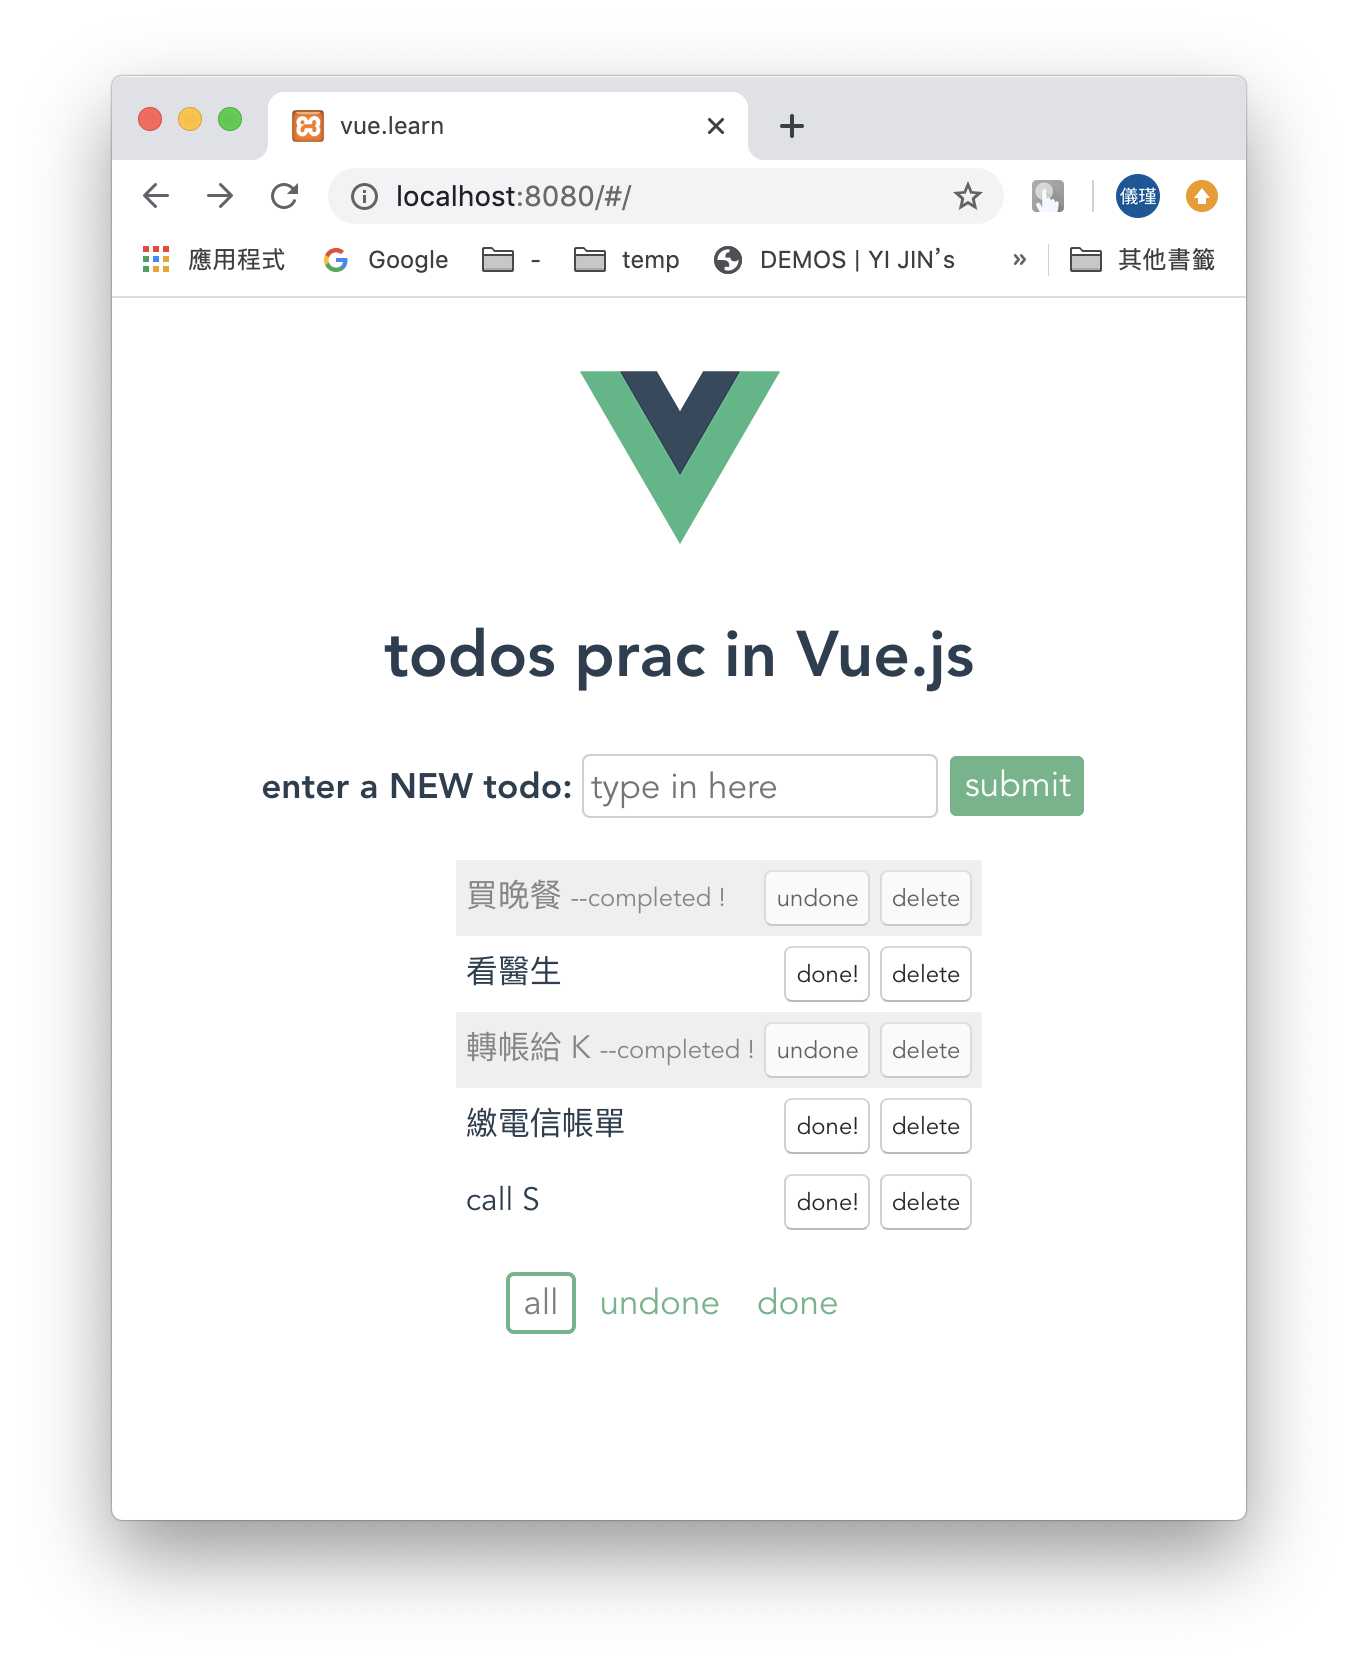 vue.learn
localhost:8080/#/
儀瑾
應用程式 Google - temp DEMOS | YI JIN's » 其他書籤
todos prac in Vue.js
enter a NEW todo: type in here submit
買晚餐 --completed ! undone delete
看醫生 done! delete
轉帳給 K --completed ! undone delete
繳電信帳單 done! delete
call S done! delete
all undone done